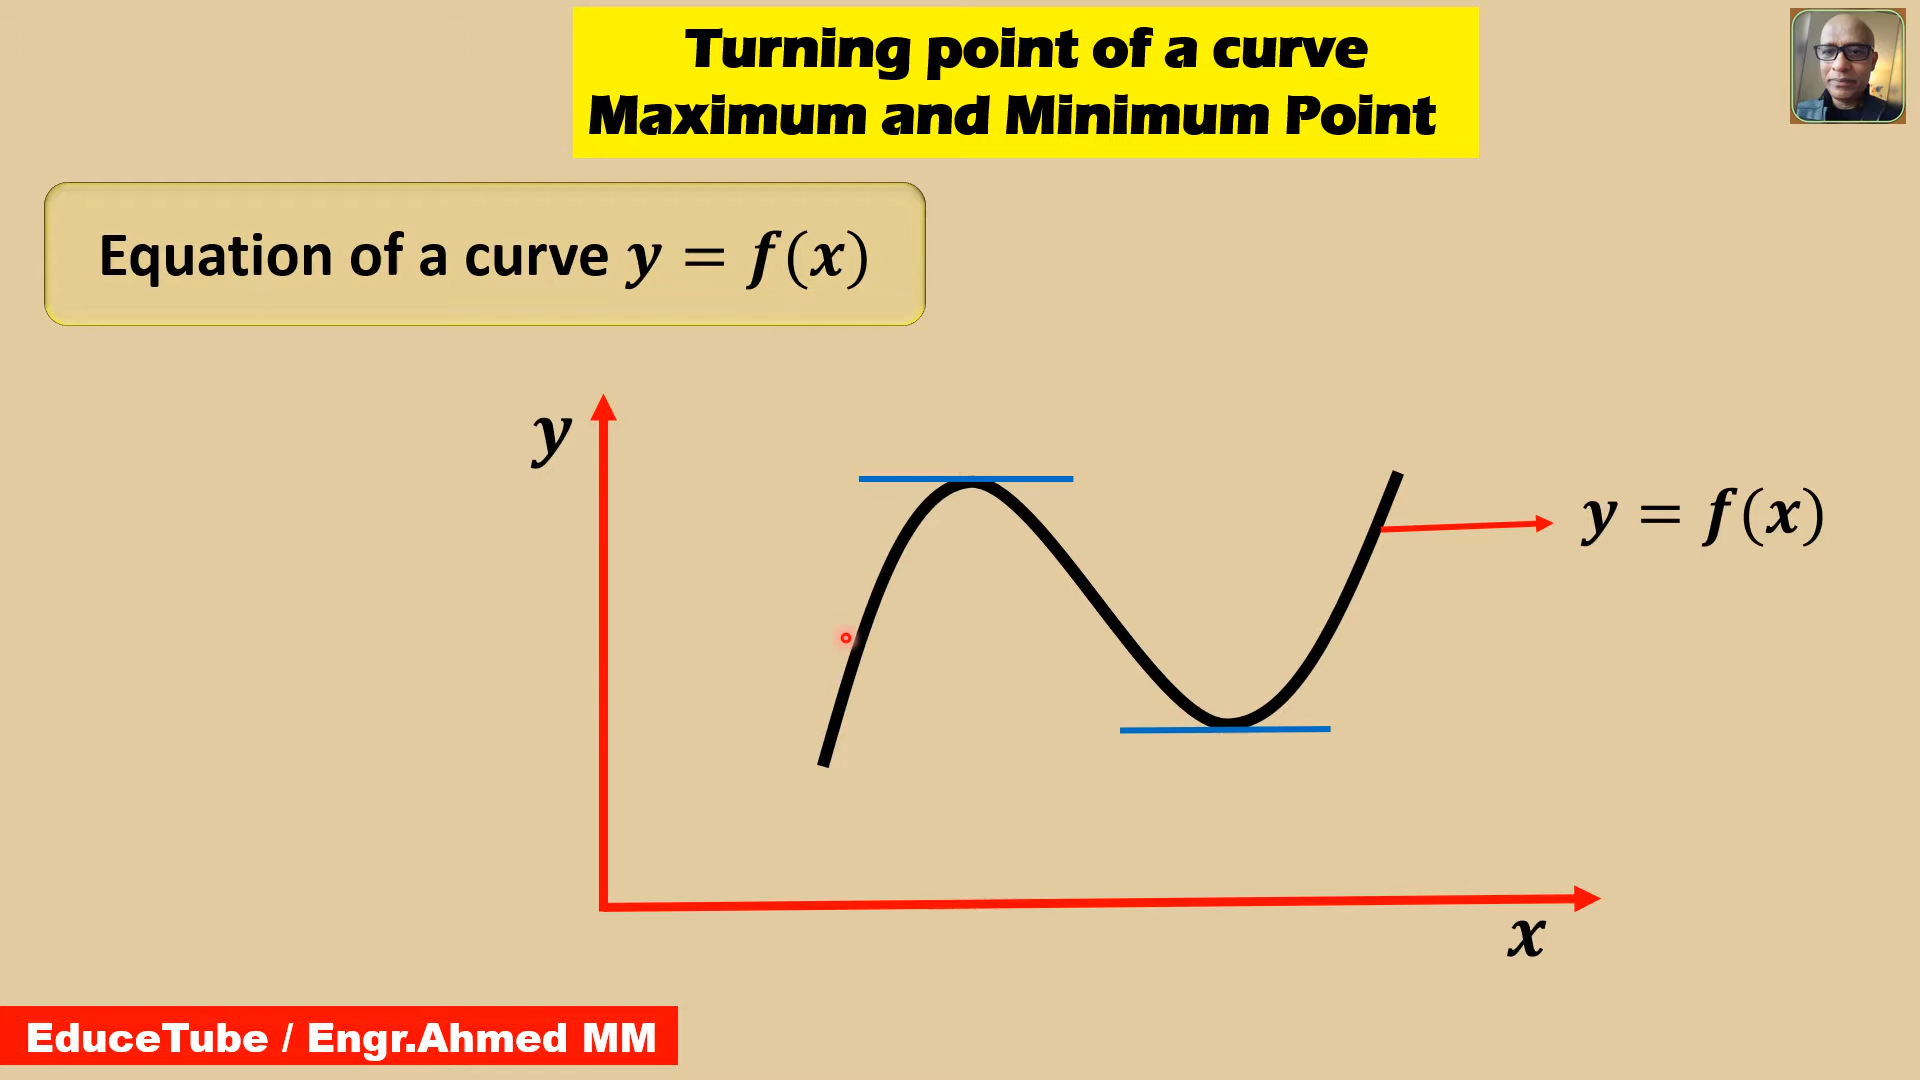 Turning point of a curve
Maximum and Minimum Point
Equation of a curve y = f(x)
y
y = f(x)
x
EduceTube / Engr.Ahmed MM